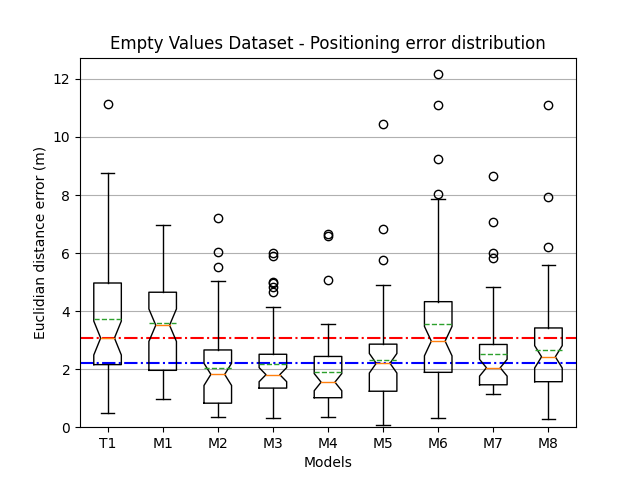 Empty Values Dataset - Positioning error distribution
Euclidian distance error (m)
12
10
8
6
4
2
0
T1 M1 M2 M3 M4 M5 M6 M7 M8
Models